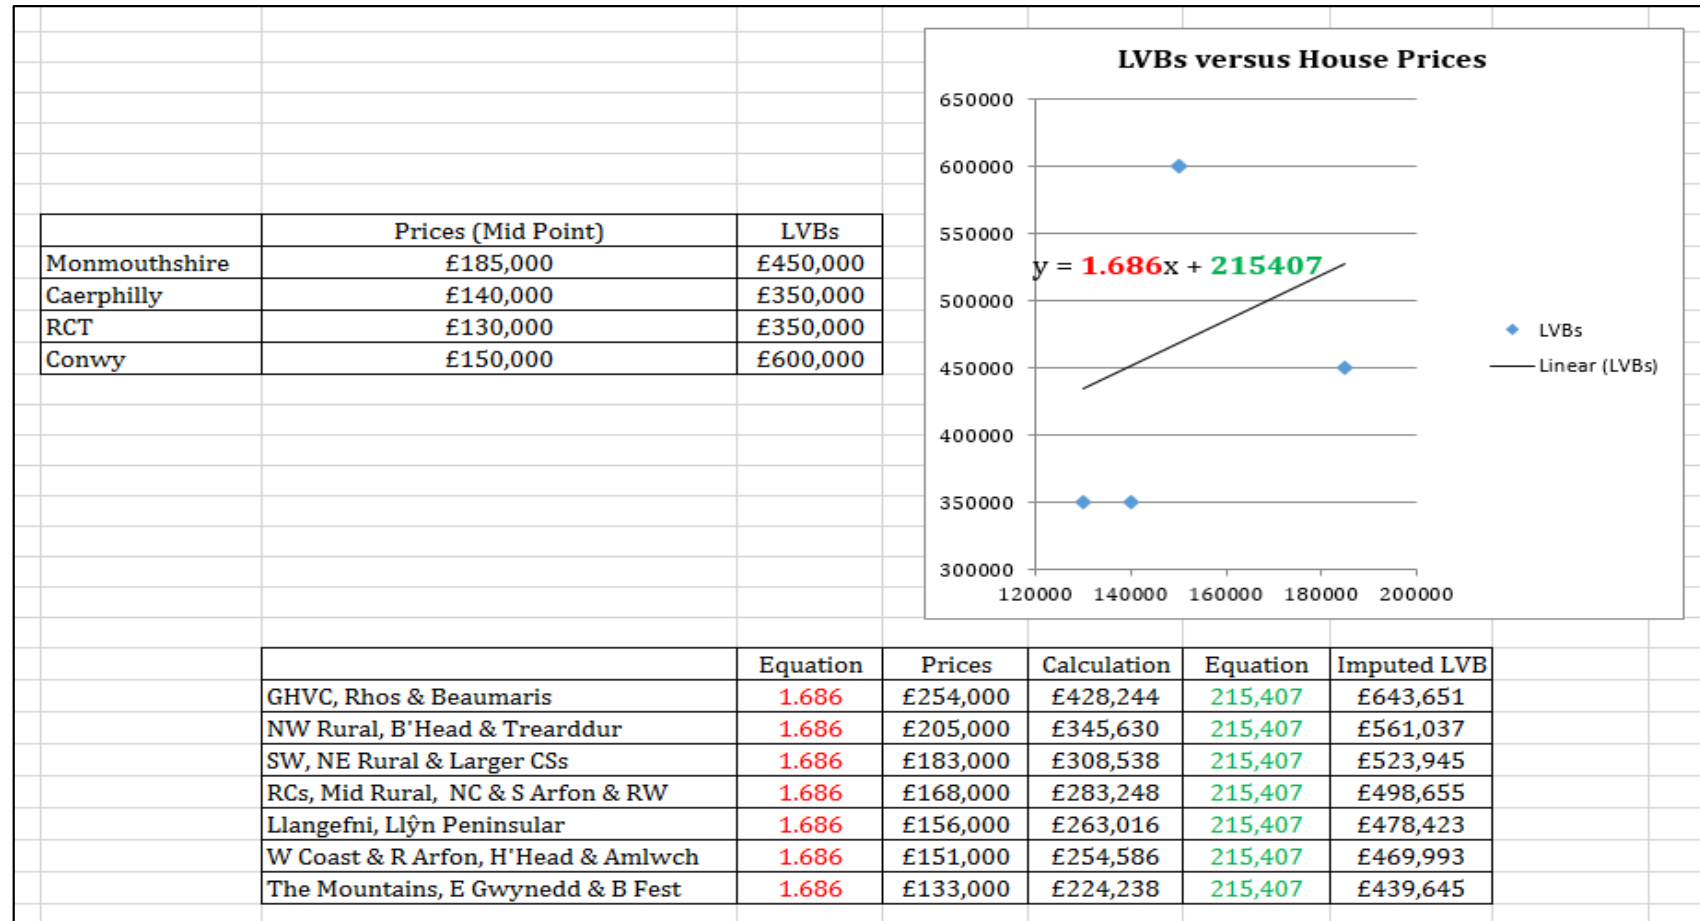 Prices (Mid Point) LVBs
Monmouthshire £185,000 £450,000
Caerphilly £140,000 £350,000
RCT £130,000 £350,000
Conwy £150,000 £600,000
LVBs versus House Prices
650000
600000
550000
y = 1.686x + 215407
500000
450000
400000
350000
300000
120000 140000 160000 180000 200000
LVBs
Linear (LVBs)
Equation Prices Calculation Equation Imputed LVB
GHVC, Rhos & Beaumaris 1.686 £254,000 £428,244 215,407 £643,651
NW Rural, B'Head & Trearddur 1.686 £205,000 £345,630 215,407 £561,037
SW, NE Rural & Larger CSs 1.686 £183,000 £308,538 215,407 £523,945
RCs, Mid Rural, NC & S Arfon & RW 1.686 £168,000 £283,248 215,407 £498,655
Llangefni, Llŷn Peninsular 1.686 £156,000 £263,016 215,407 £478,423
W Coast & R Arfon, H'Head & Amlwch 1.686 £151,000 £254,586 215,407 £469,993
The Mountains, E Gwynedd & B Fest 1.686 £133,000 £224,238 215,407 £439,645